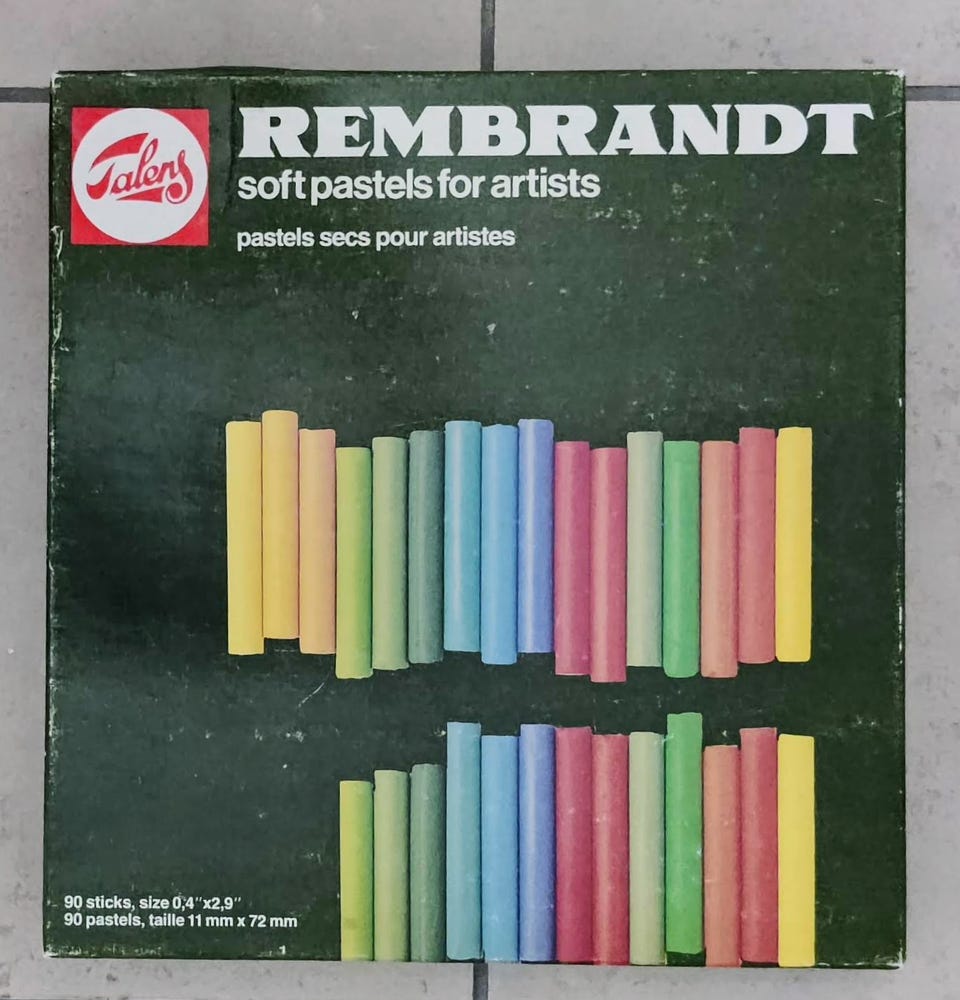 Talens
REMBRANDT
soft pastels for artists
pastels secs pour artistes
90 sticks, size 0,4"x2,9"
90 pastels, taille 11 mm x 72 mm